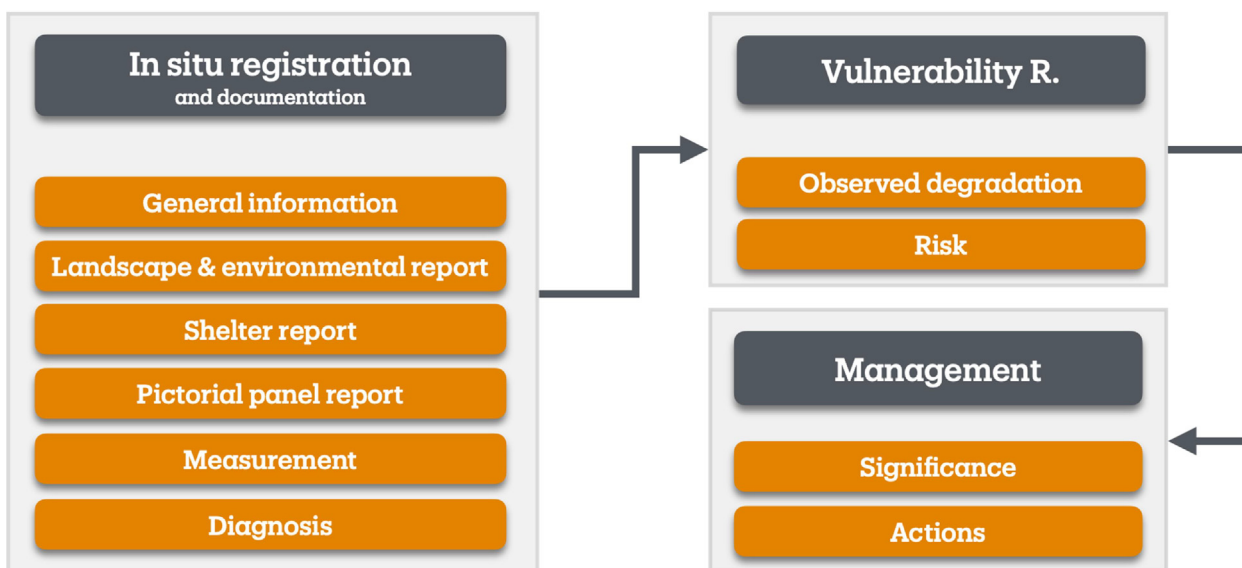 In situ registration
and documentation
General information
Landscape & environmental report
Shelter report
Pictorial panel report
Measurement
Diagnosis
Vulnerability R.
Observed degradation
Risk
Management
Significance
Actions